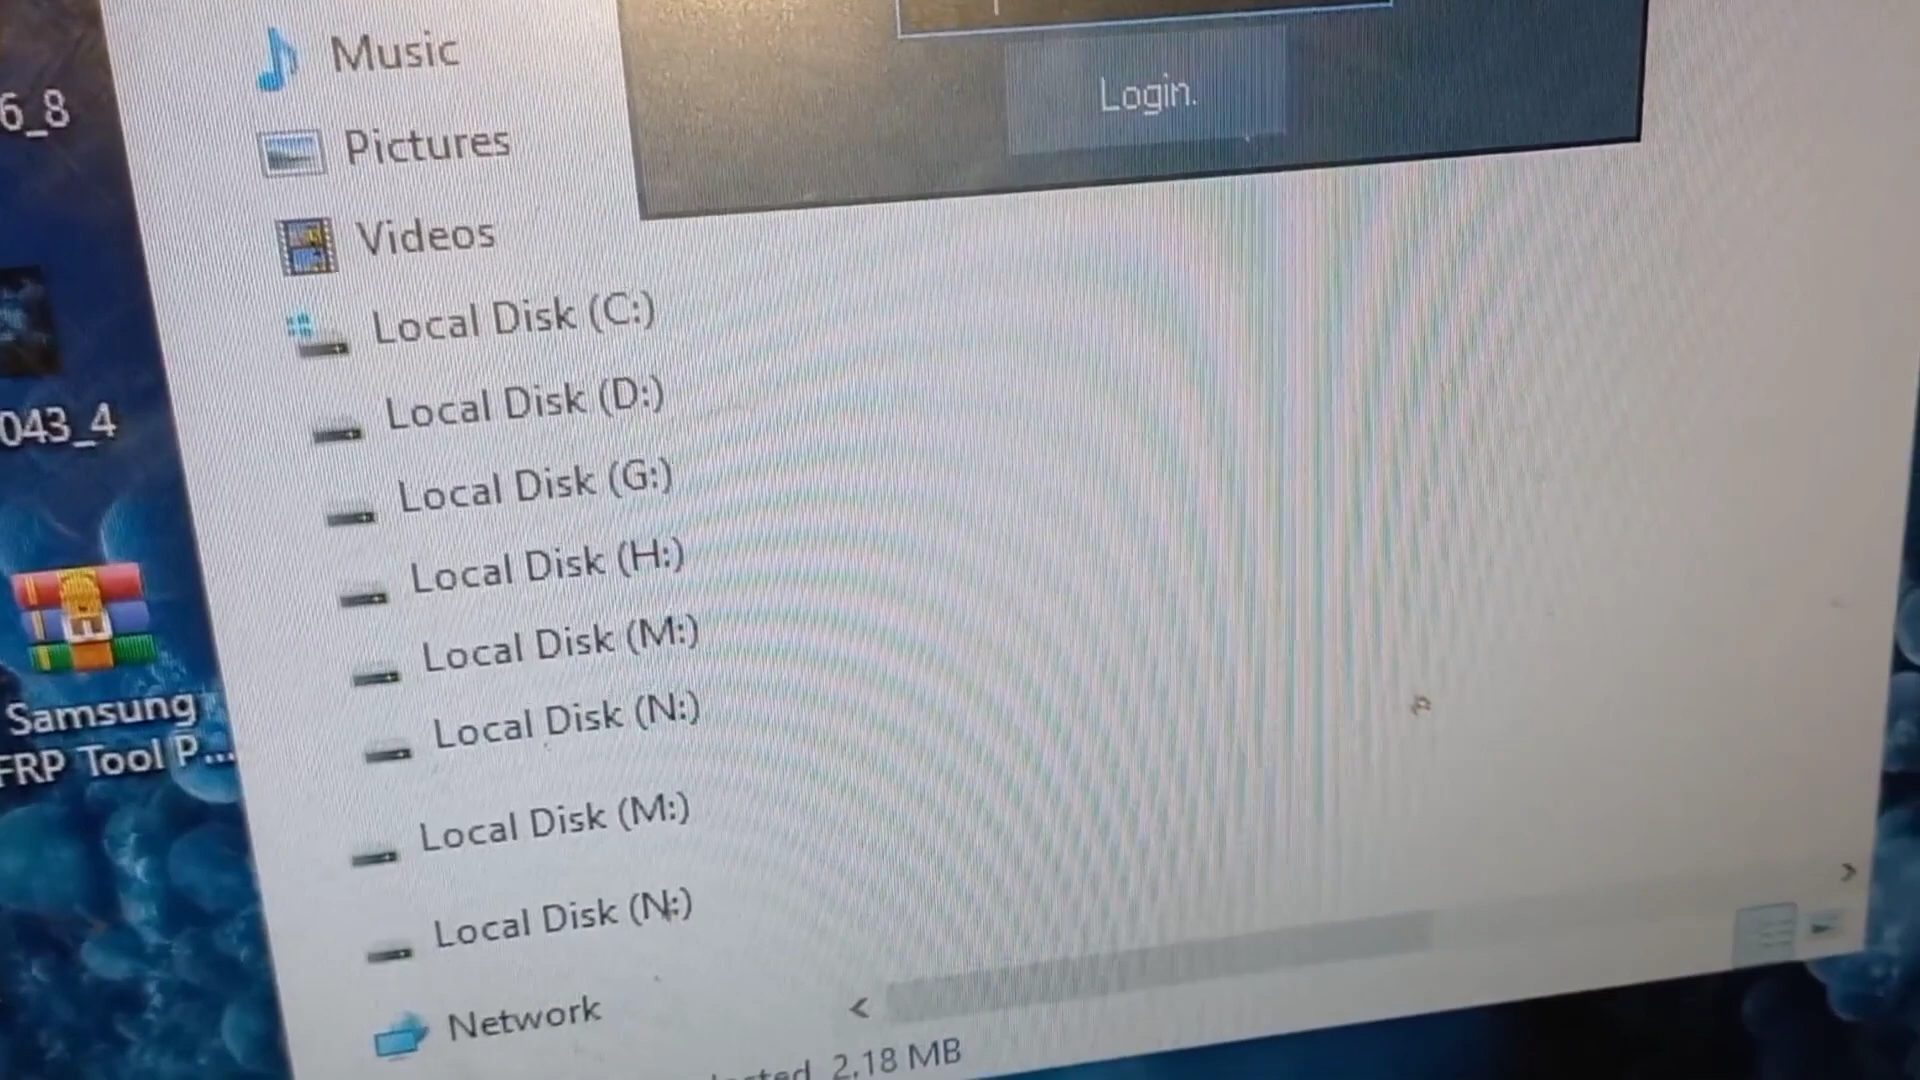 6_8
043_4
Samsung
FRP Tool P...
Music
Pictures
Videos
Local Disk (C:)
Local Disk (D:)
Local Disk (G:)
Local Disk (H:)
Local Disk (M:)
Local Disk (N:)
Local Disk (M:)
Local Disk (N:)
Network
Login.
2.18 MB